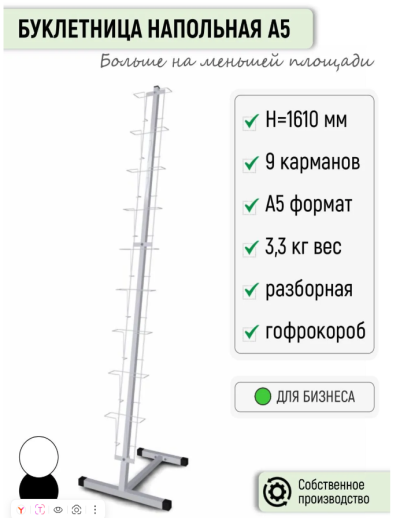 БУКЛЕТНИЦА НАПОЛЬНАЯ А5
Больше на меньшей площади
H=1610 мм
9 карманов
А5 формат
3,3 кг вес
разборная
гофрокороб
ДЛЯ БИЗНЕСА
Собственное
производство